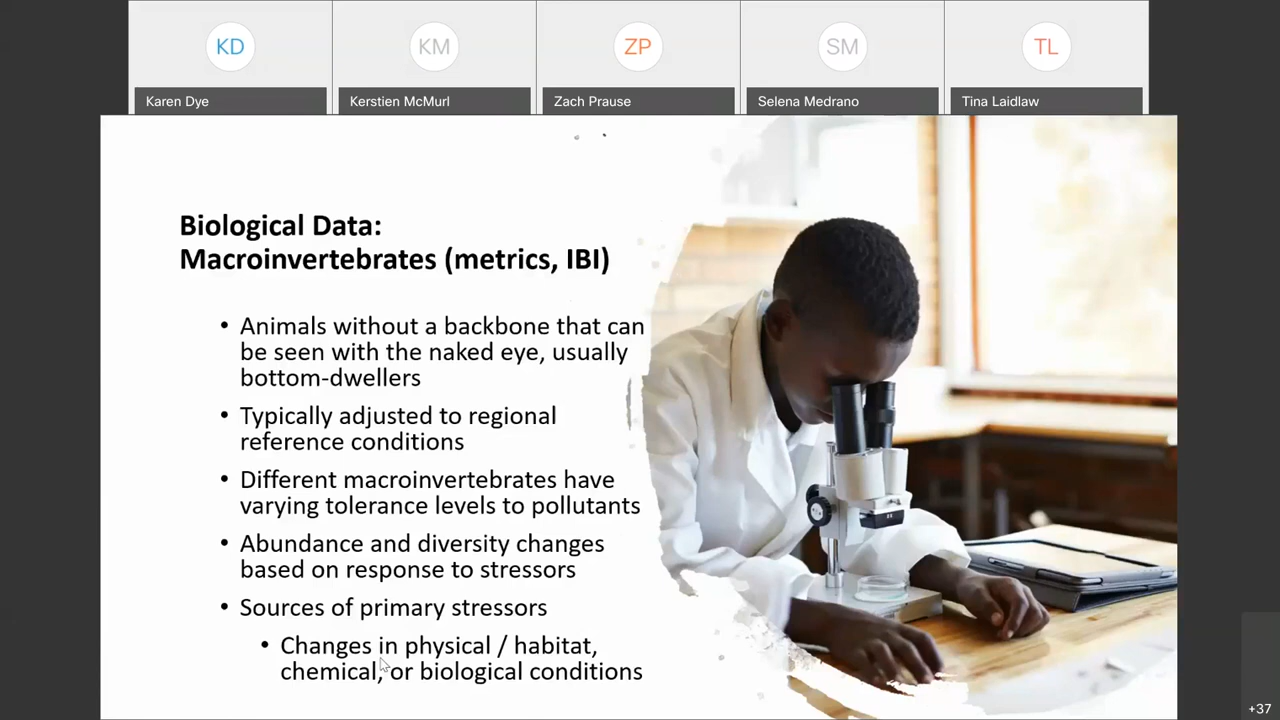 KD
KM
ZP
SM
TL
Karen Dye
Kerstien McMurl
Zach Prause
Selena Medrano
Tina Laidlaw
Biological Data:
Macroinvertebrates (metrics, IBI)
• Animals without a backbone that can
be seen with the naked eye, usually
bottom-dwellers
• Typically adjusted to regional
reference conditions
• Different macroinvertebrates have
varying tolerance levels to pollutants
• Abundance and diversity changes
based on response to stressors
• Sources of primary stressors
• Changes in physical / habitat,
chemical, or biological conditions
+37